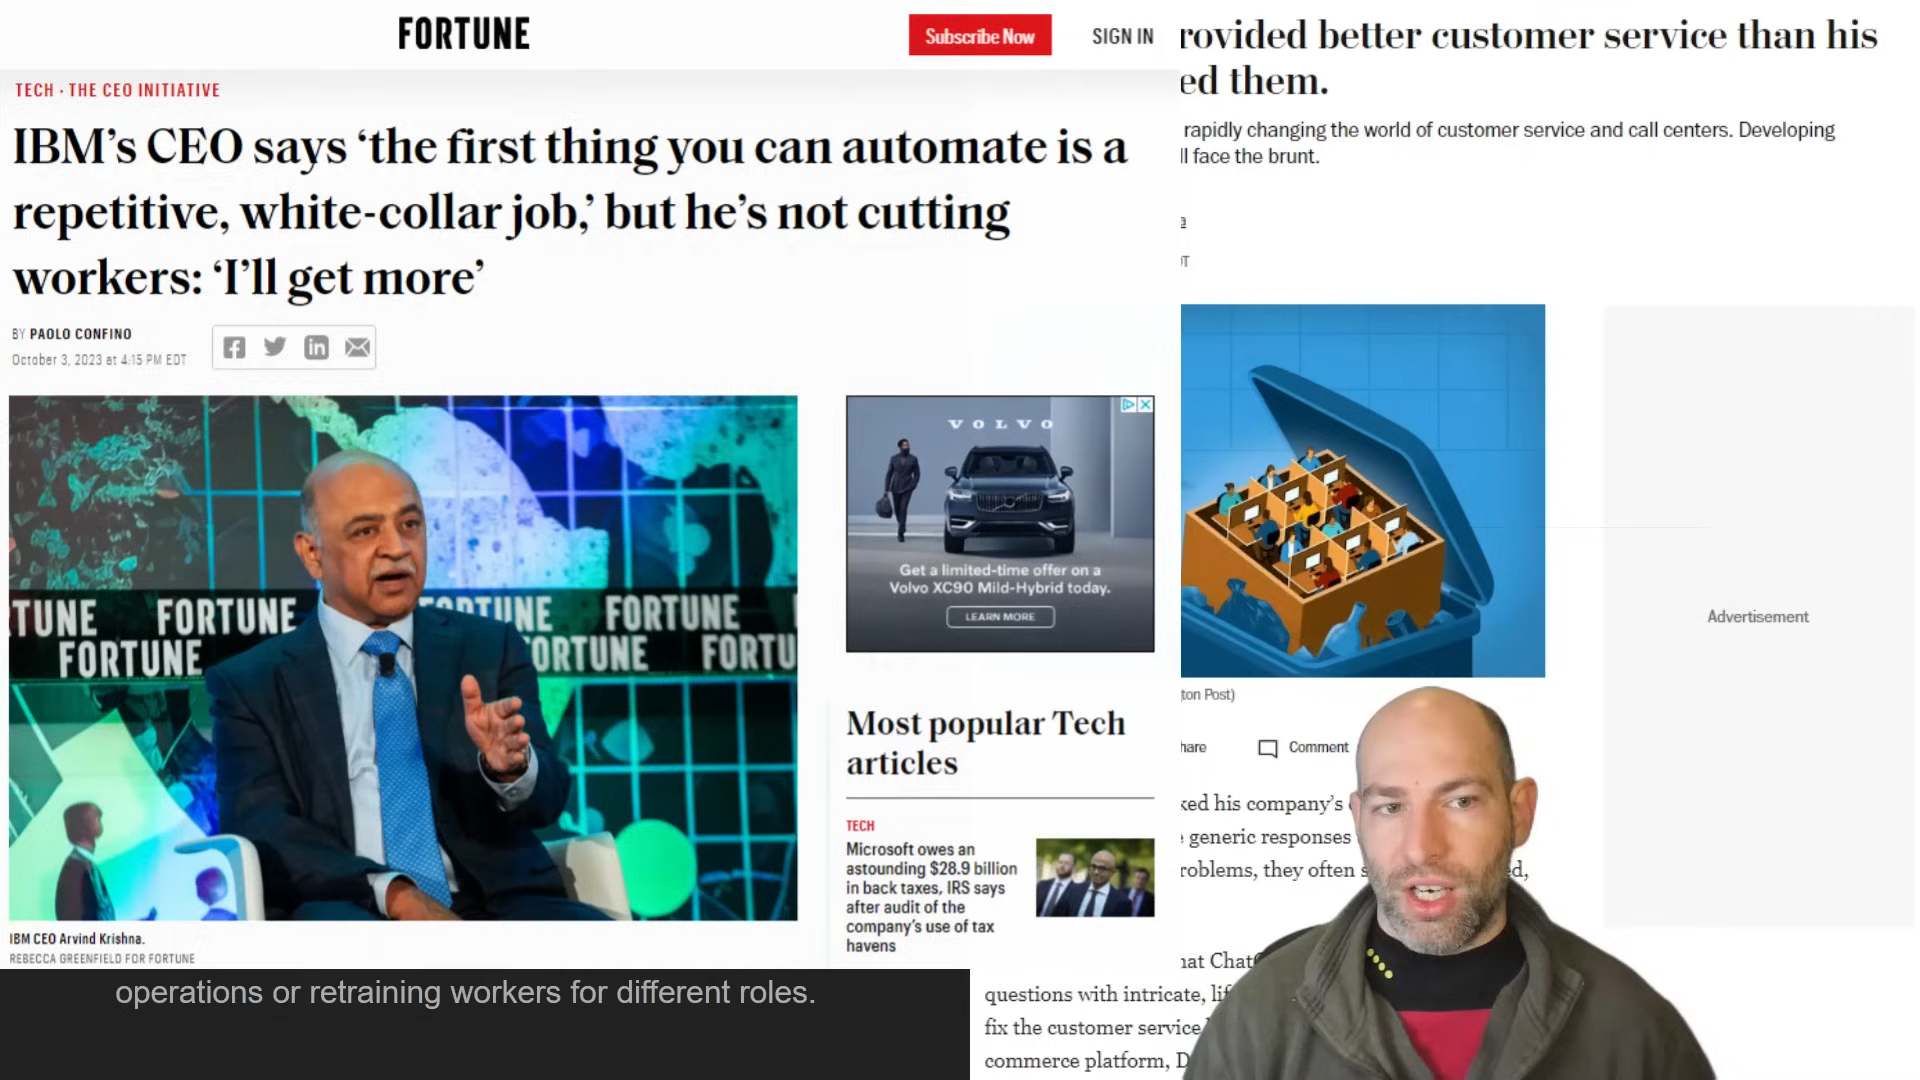 FORTUNE
Subscribe Now
SIGN IN
TECH · THE CEO INITIATIVE
IBM’s CEO says ‘the first thing you can automate is a
repetitive, white-collar job,’ but he’s not cutting
workers: ‘I’ll get more’
BY PAOLO CONFINO
October 3, 2023 at 4:15 PM EDT
TUNE FORTUNE FORTUNE FORTUNE
FORTUNE ORTUNE FORTU
IBM CEO Arvind Krishna.
REBECCA GREENFIELD FOR FORTUNE
operations or retraining workers for different roles.
VOLVO
Get a limited-time offer on a
Volvo XC90 Mild-Hybrid today.
LEARN MORE
Most popular Tech
articles
TECH
Microsoft owes an
astounding $28.9 billion
in back taxes, IRS says
after audit of the
company’s use of tax
havens
rovided better customer service than his
ed them.
rapidly changing the world of customer service and call centers. Developing
ll face the brunt.
ton Post)
hare
Comment
Advertisement
ked his company’s
generic responses
roblems, they often
ed,
hat Chat
questions with intricate, lif
fix the customer service
commerce platform, D